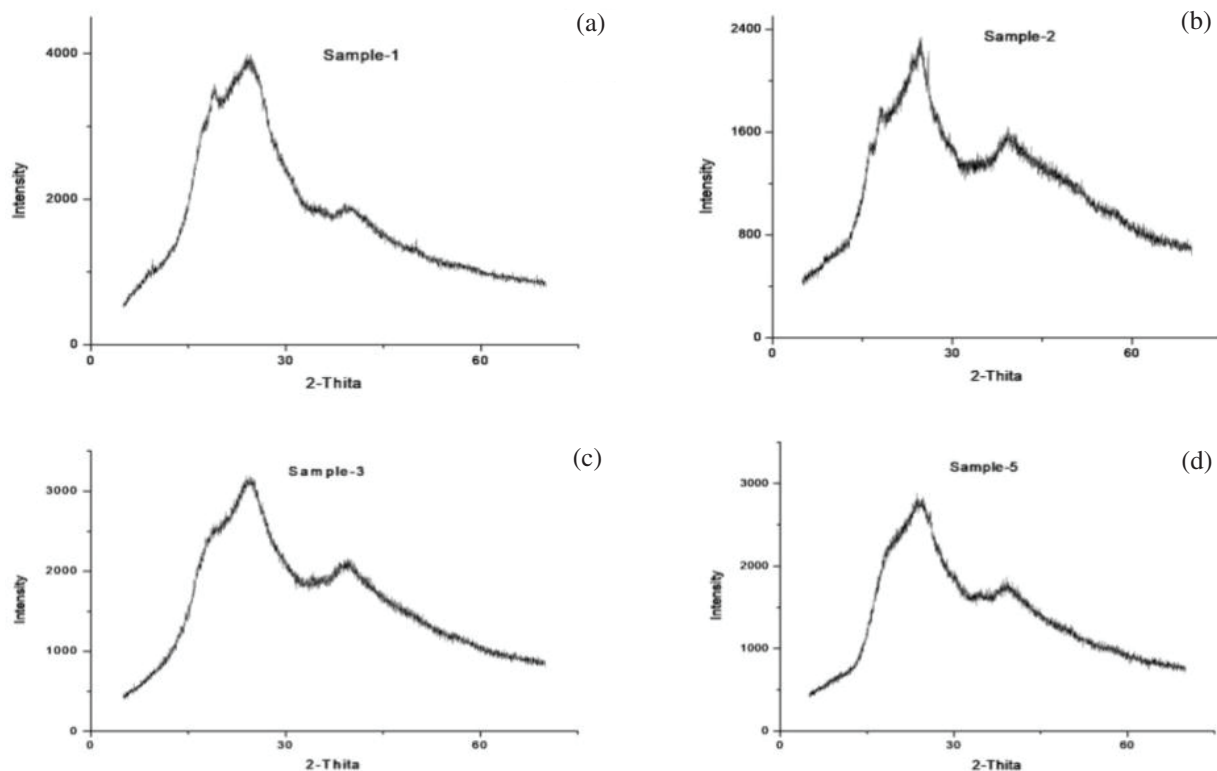 (a)
Sample-1
4000
2000
0
Intensity
0 30 60
2-Thita
(b)
Sample-2
2400
1600
800
0
Intensity
0 30 60
2-Thita
(c)
Sample-3
3000
2000
1000
0
Intensity
0 30 60
2-Thita
(d)
Sample-5
3000
2000
1000
0
Intensity
0 30 60
2-Thita